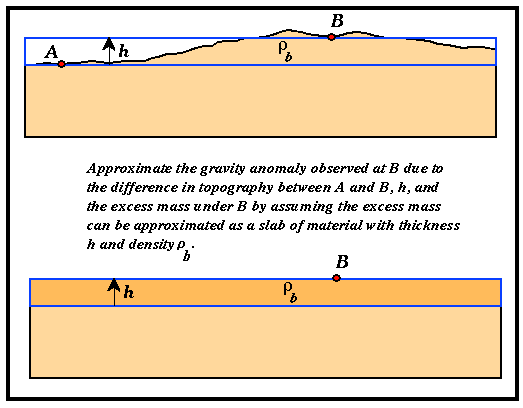 B
A
h
ρb
Approximate the gravity anomaly observed at B due to
the difference in topography between A and B, h, and
the excess mass under B by assuming the excess mass
can be approximated as a slab of material with thickness
h and density ρb.
B
h
ρb